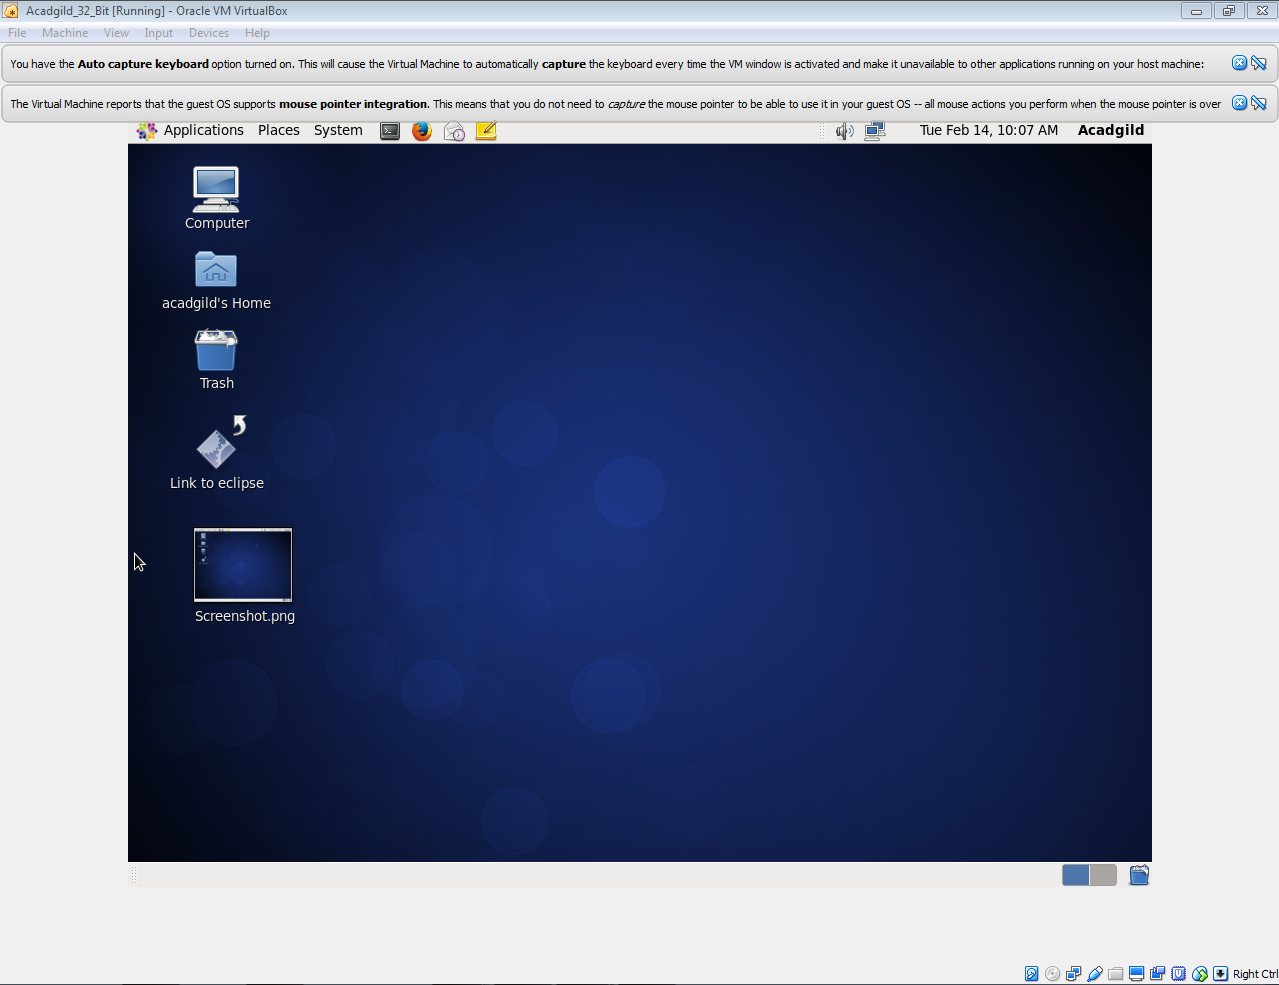 Acadgild_32_Bit [Running] - Oracle VM VirtualBox
File Machine View Input Devices Help
You have the Auto capture keyboard option turned on. This will cause the Virtual Machine to automatically capture the keyboard every time the VM window is activated and make it unavailable to other applications running on your host machine:
The Virtual Machine reports that the guest OS supports mouse pointer integration. This means that you do not need to capture the mouse pointer to be able to use it in your guest OS -- all mouse actions you perform when the mouse pointer is over
Applications Places System Tue Feb 14, 10:07 AM Acadgild
Computer
acadgild's Home
Trash
Link to eclipse
Screenshot.png
Right Ctrl